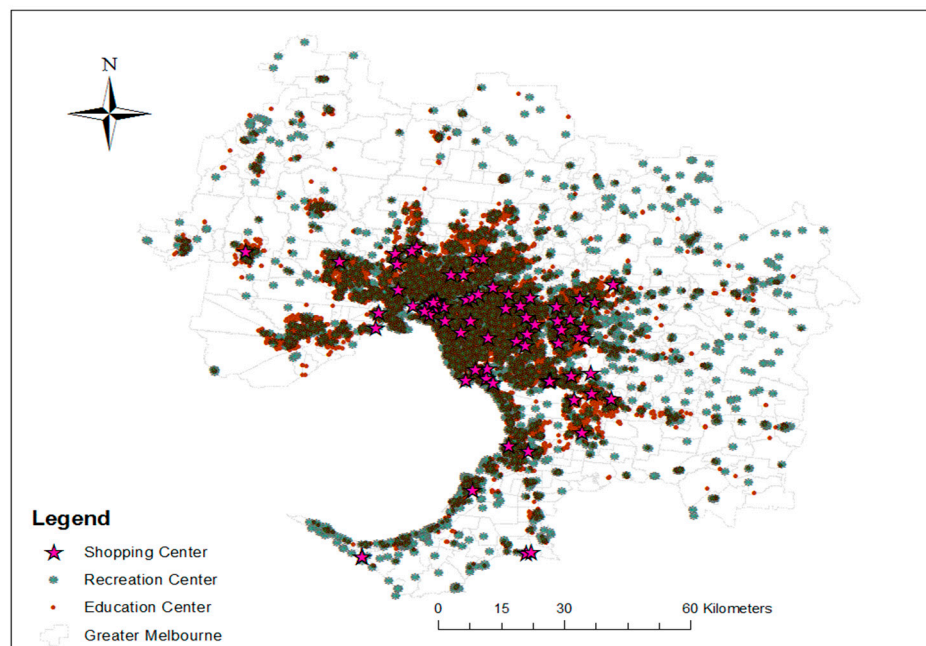 N
Legend
Shopping Center
Recreation Center
Education Center
Greater Melbourne
0 15 30 60 Kilometers